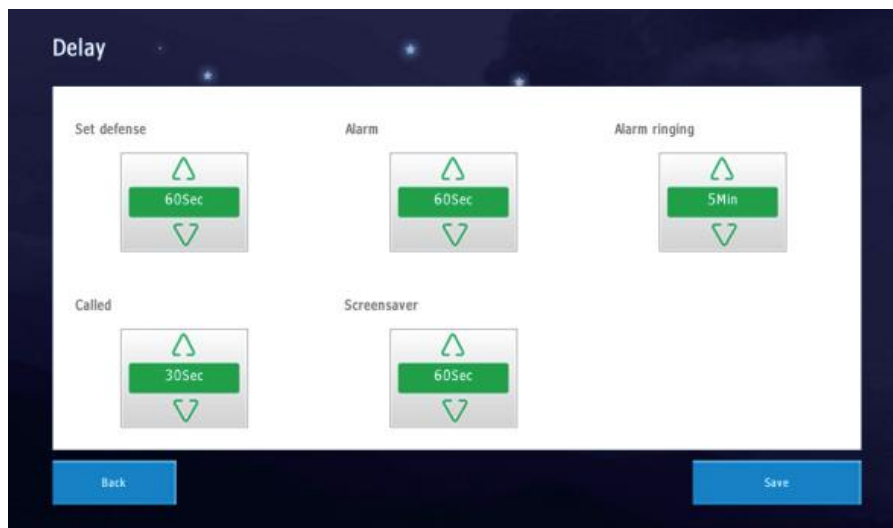 Delay
Set defense
Alarm
Alarm ringing
60Sec
60Sec
5Min
Called
Screensaver
30Sec
60Sec
Back
Save